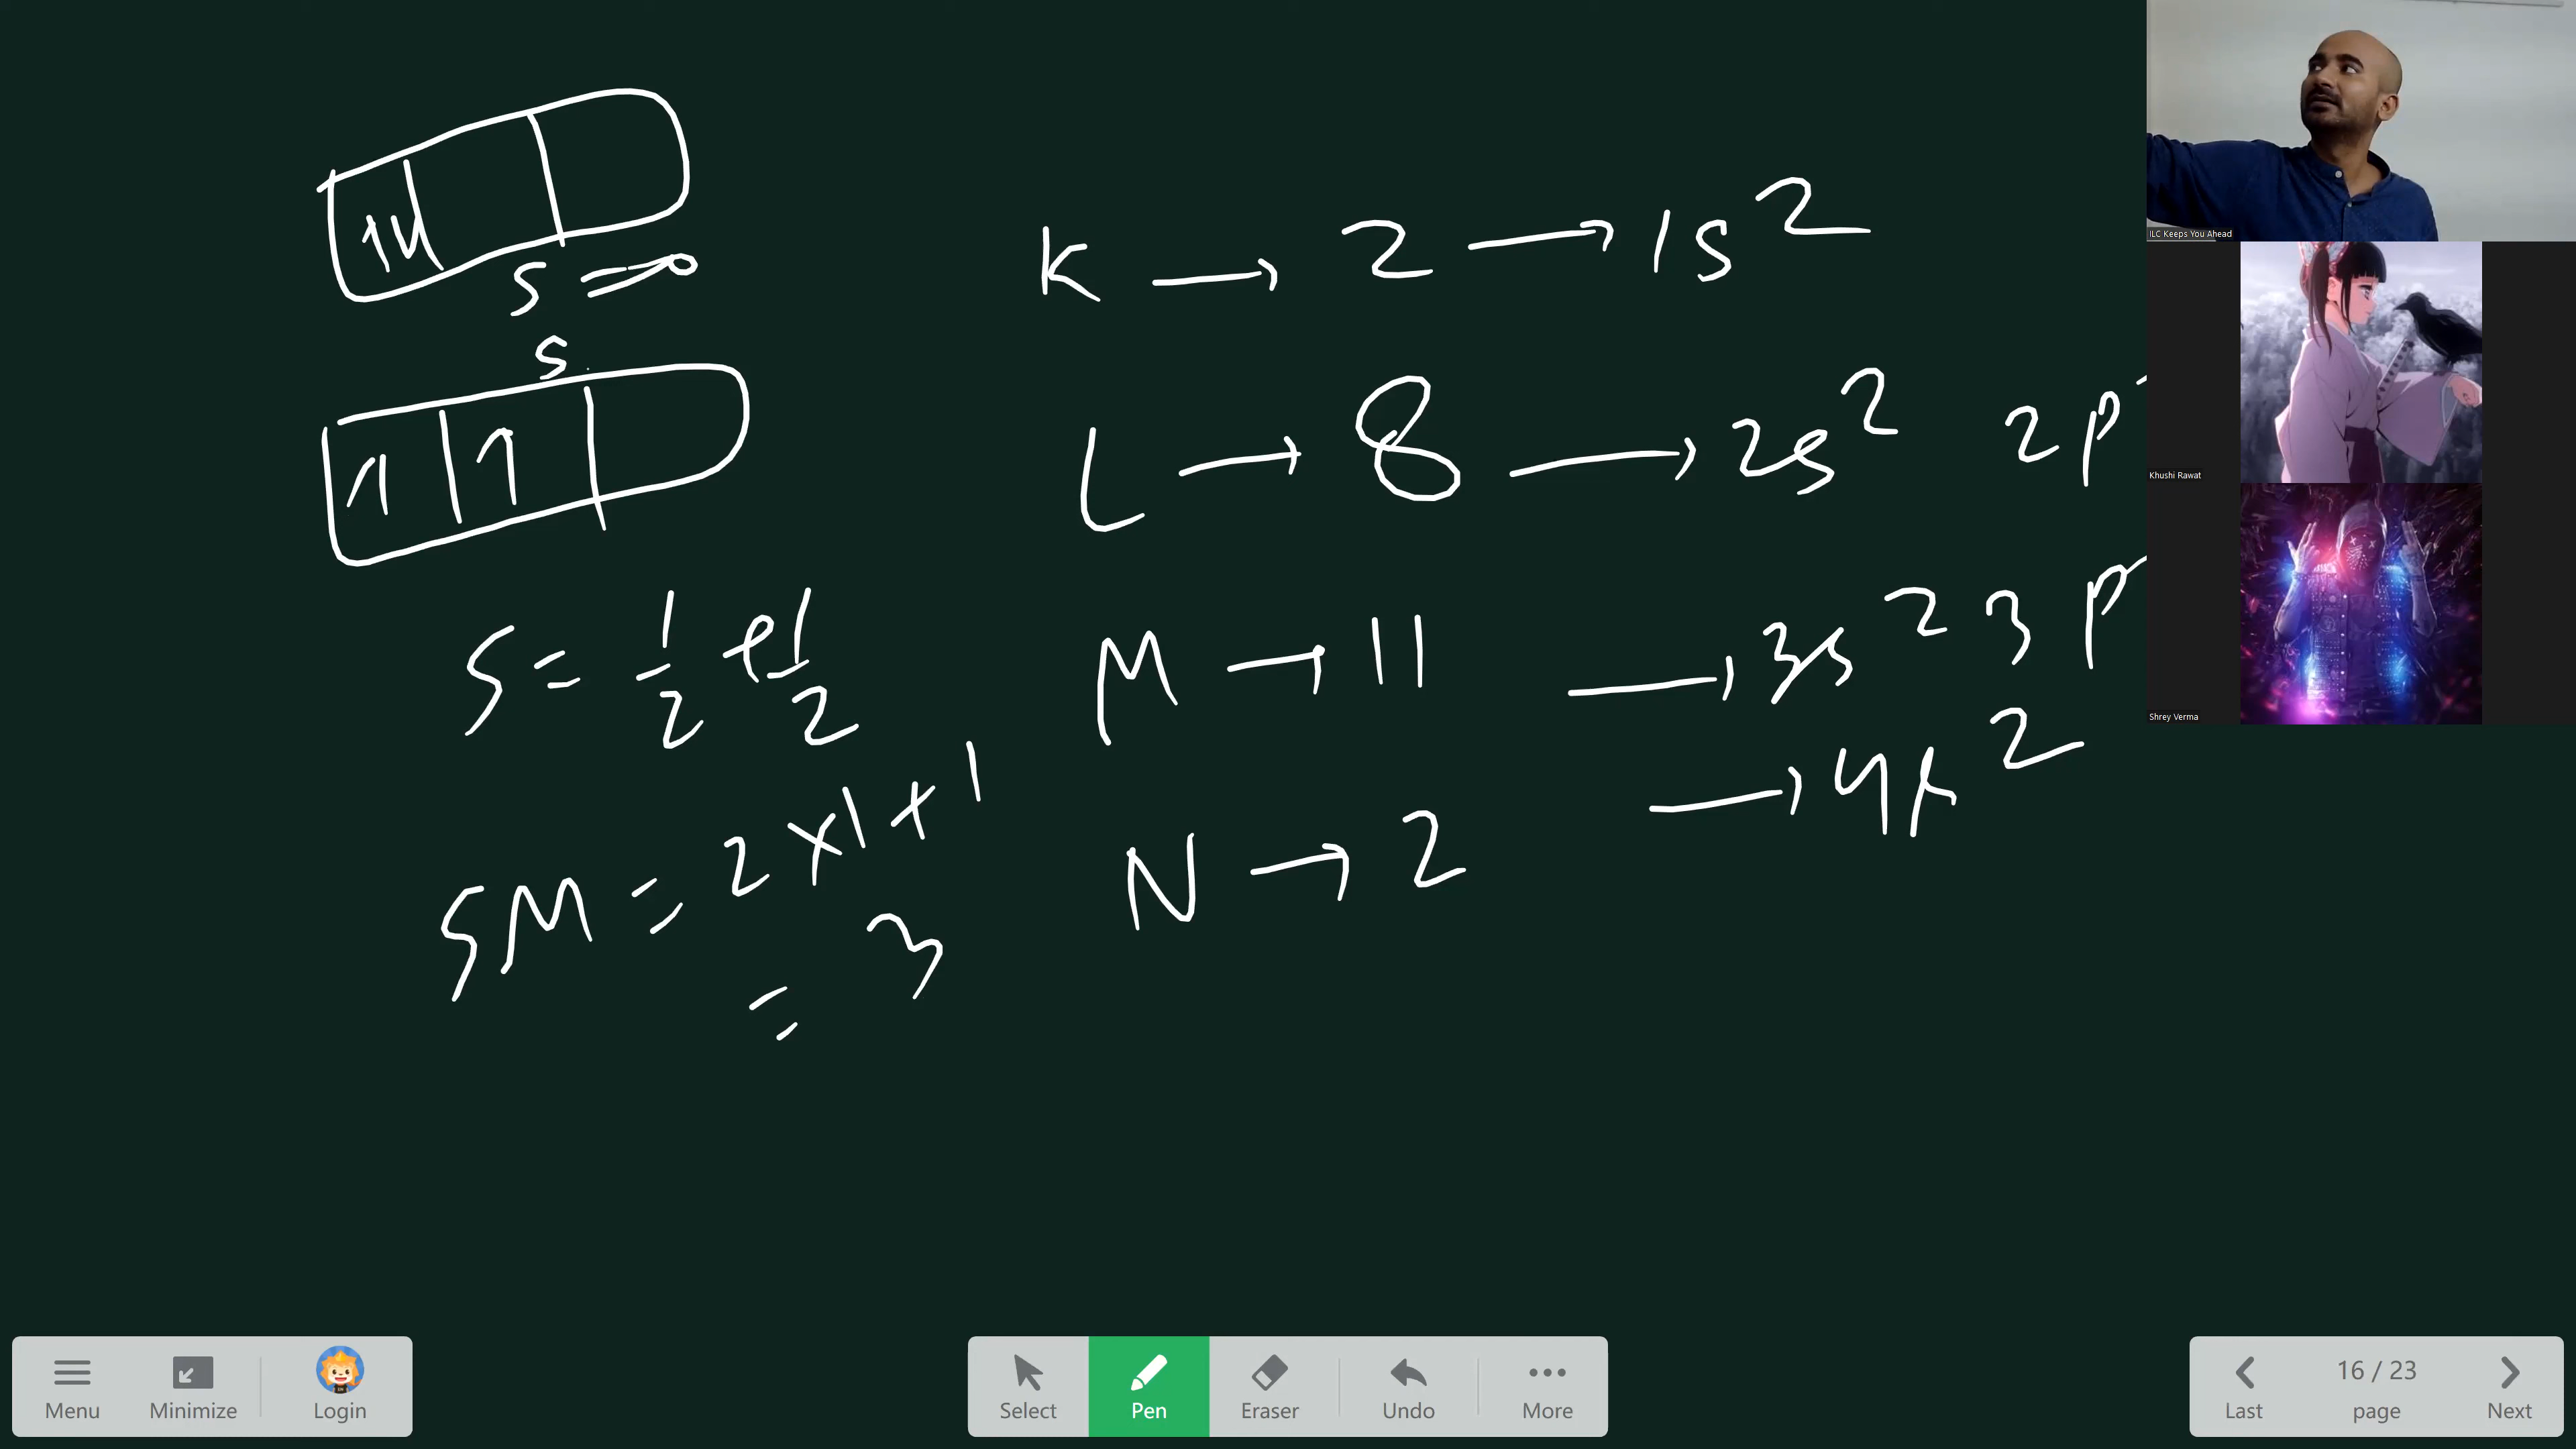 1↿⇂
S = 0
S
1 1
S = 1/2 + 1/2
SM = 2 x 1 + 1
= 3
K → 2 → 1s²
L → 8 → 2s² 2p
M → 11 → 3s² 3p
N → 2 → 4s²
ILC Keeps You Ahead
Khushi Rawat
Shrey Verma
Menu
Minimize
Login
Select
Pen
Eraser
Undo
More
Last
16 / 23
page
Next